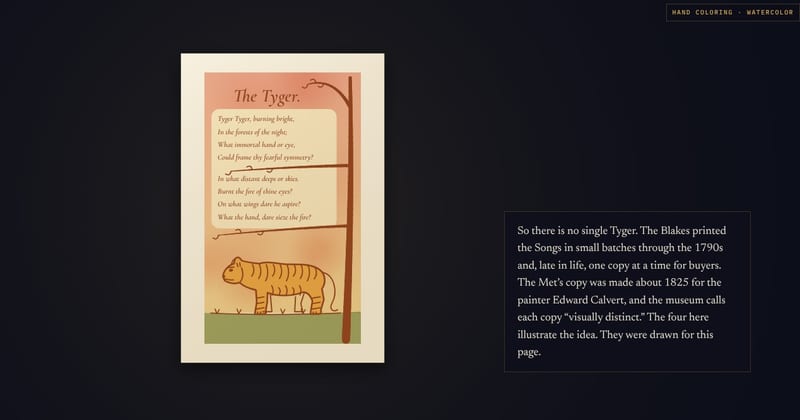 HAND COLORING · WATERCOLOR
The Tyger.
Tyger Tyger, burning bright,
In the forests of the night;
What immortal hand or eye,
Could frame thy fearful symmetry?
In what distant deeps or skies.
Burnt the fire of thine eyes?
On what wings dare he aspire?
What the hand, dare sieze the fire?
So there is no single Tyger. The Blakes printed
the Songs in small batches through the 1790s
and, late in life, one copy at a time for buyers.
The Met’s copy was made about 1825 for the
painter Edward Calvert, and the museum calls
each copy “visually distinct.” The four here
illustrate the idea. They were drawn for this
page.